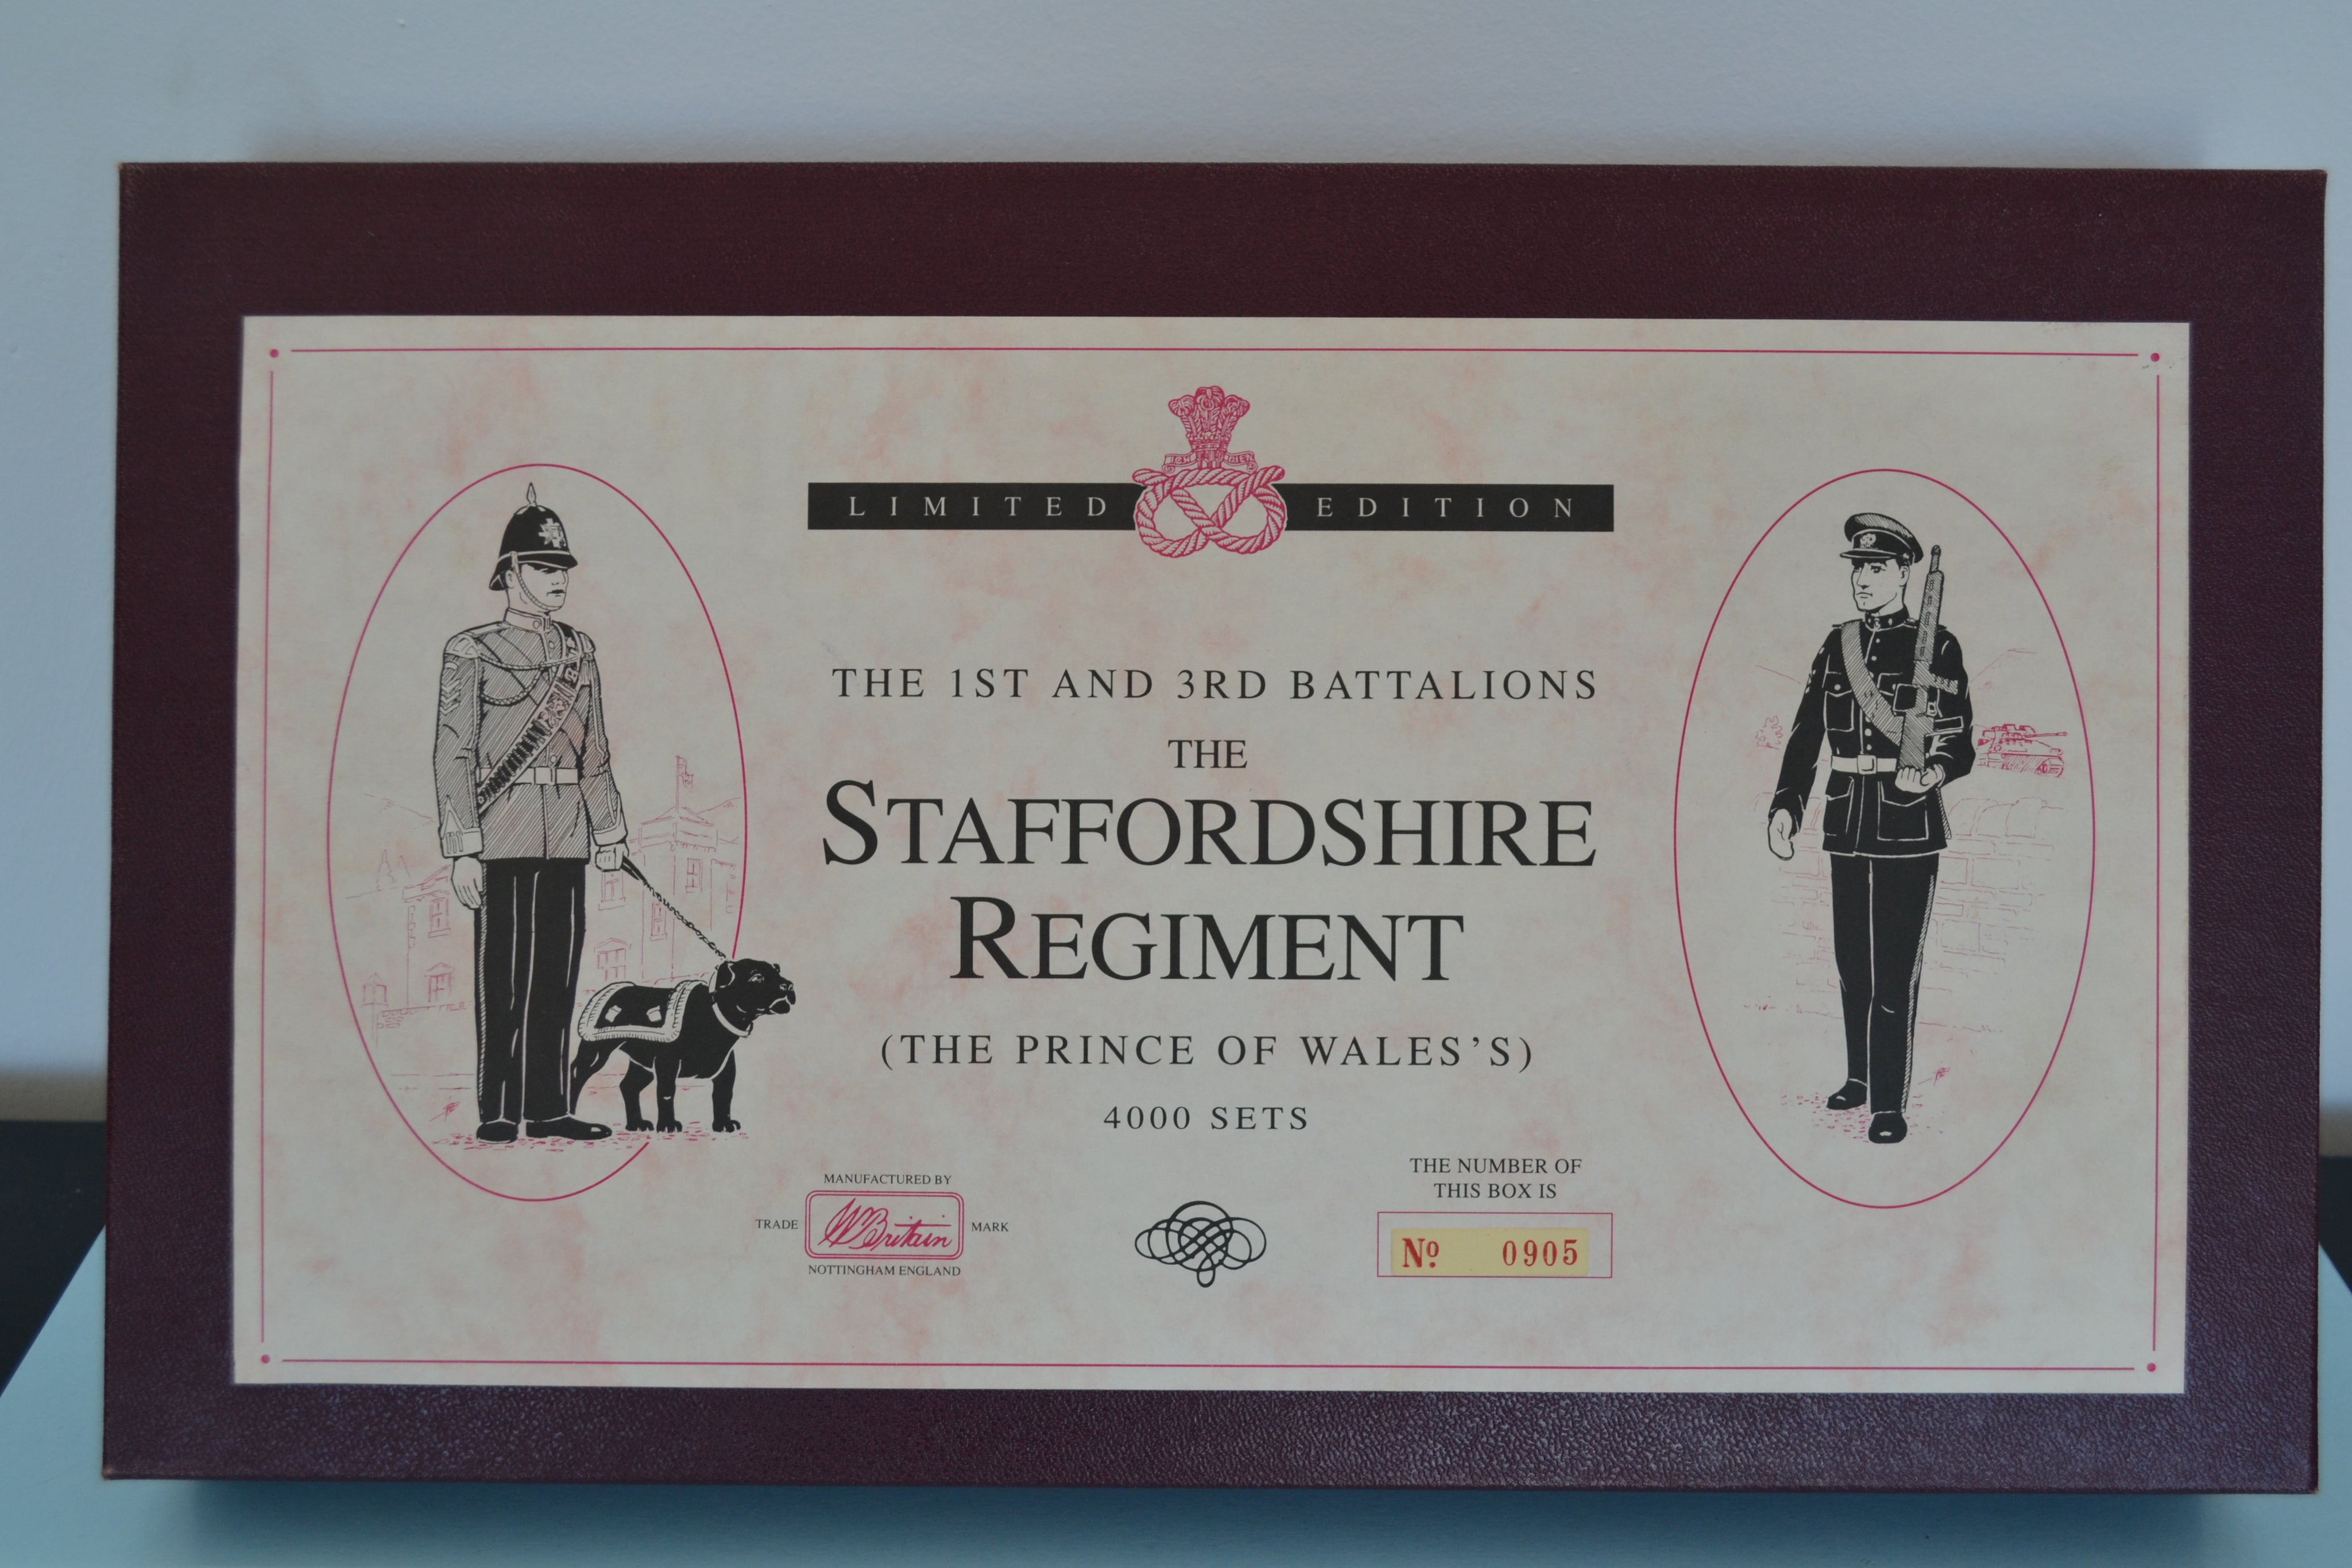 LIMITED EDITION
THE 1ST AND 3RD BATTALIONS
THE
STAFFORDSHIRE
REGIMENT
(THE PRINCE OF WALES'S)
4000 SETS
MANUFACTURED BY
TRADE WBritain MARK
NOTTINGHAM ENGLAND
THE NUMBER OF
THIS BOX IS
No 0905